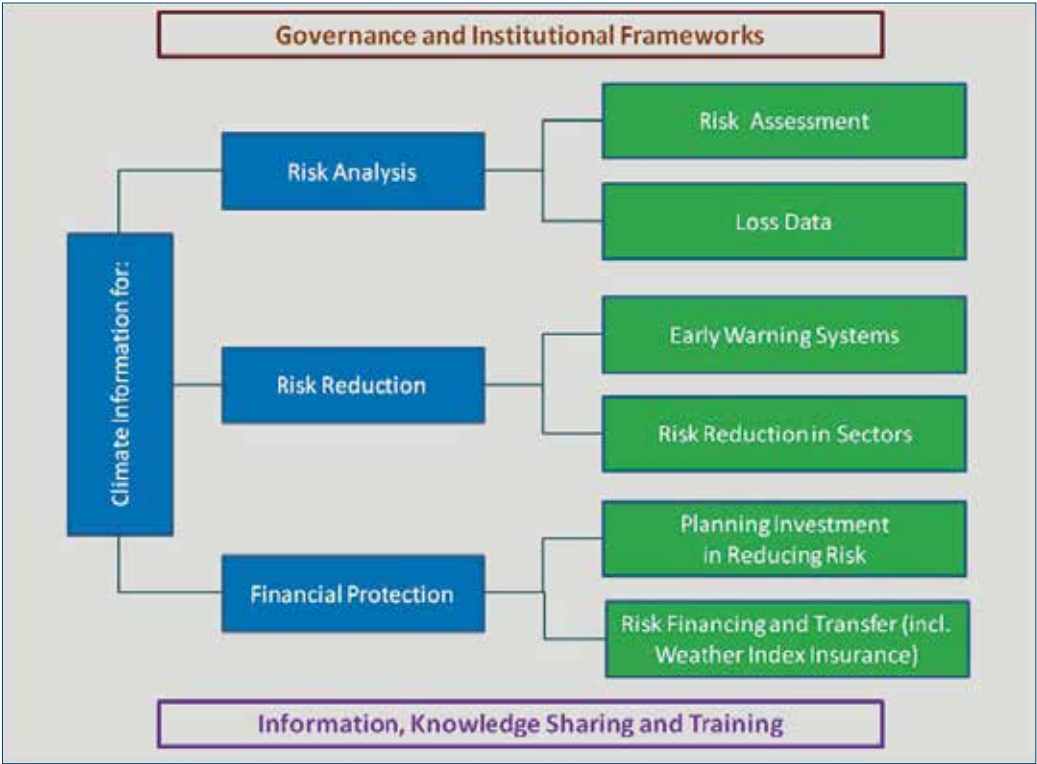 Governance and Institutional Frameworks
Climate Information for:
Risk Analysis
Risk Assessment
Loss Data
Risk Reduction
Early Warning Systems
Risk Reduction in Sectors
Financial Protection
Planning Investment
in Reducing Risk
Risk Financing and Transfer (incl.
Weather Index Insurance)
Information, Knowledge Sharing and Training